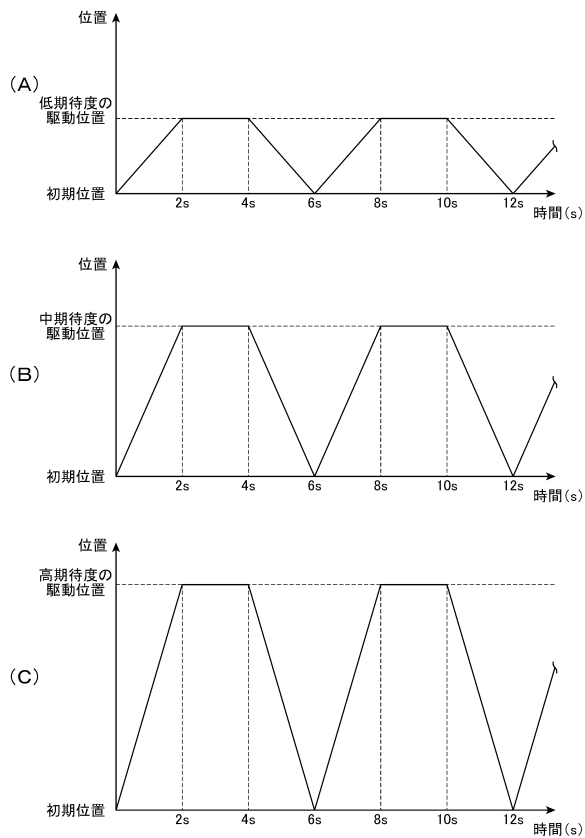 位置
(A)
低期待度の
駆動位置
初期位置
2s 4s 6s 8s 10s 12s
時間(s)
位置
中期待度の
駆動位置
(B)
初期位置
2s 4s 6s 8s 10s 12s
時間(s)
位置
高期待度の
駆動位置
(C)
初期位置
2s 4s 6s 8s 10s 12s
時間(s)